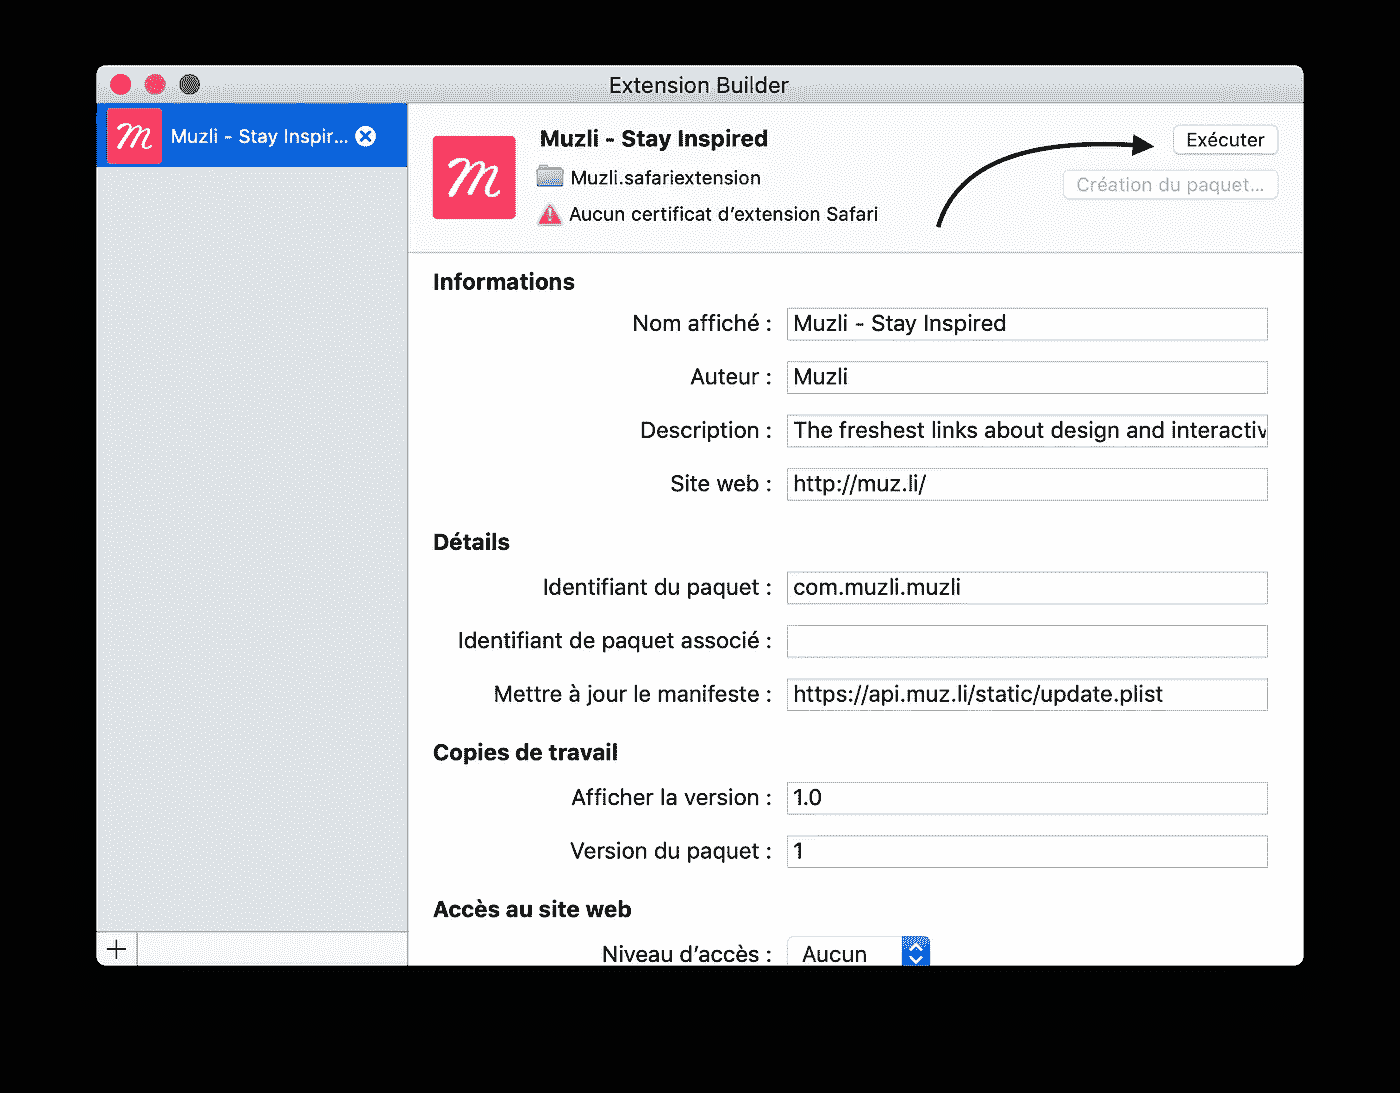 Extension Builder
Muzli - Stay Inspir...
Muzli - Stay Inspired
Exécuter
Muzli.safariextension
Création du paquet...
Aucun certificat d’extension Safari
Informations
Nom affiché : Muzli - Stay Inspired
Auteur : Muzli
Description : The freshest links about design and interactiv
Site web : http://muz.li/
Détails
Identifiant du paquet : com.muzli.muzli
Identifiant de paquet associé :
Mettre à jour le manifeste : https://api.muz.li/static/update.plist
Copies de travail
Afficher la version : 1.0
Version du paquet : 1
Accès au site web
Niveau d’accès : Aucun